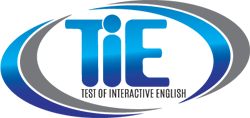 TiE
TEST OF INTERACTIVE ENGLISH